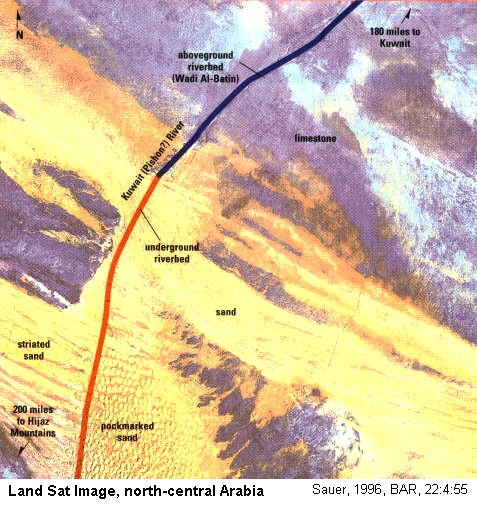 N
180 miles to
Kuwait
aboveground
riverbed
(Wadi Al-Batin)
Kuwait (Pishon?) River
limestone
underground
riverbed
sand
striated
sand
200 miles
to Hijaz
Mountains
pockmarked
sand
Land Sat Image, north-central Arabia
Sauer, 1996, BAR, 22:4:55